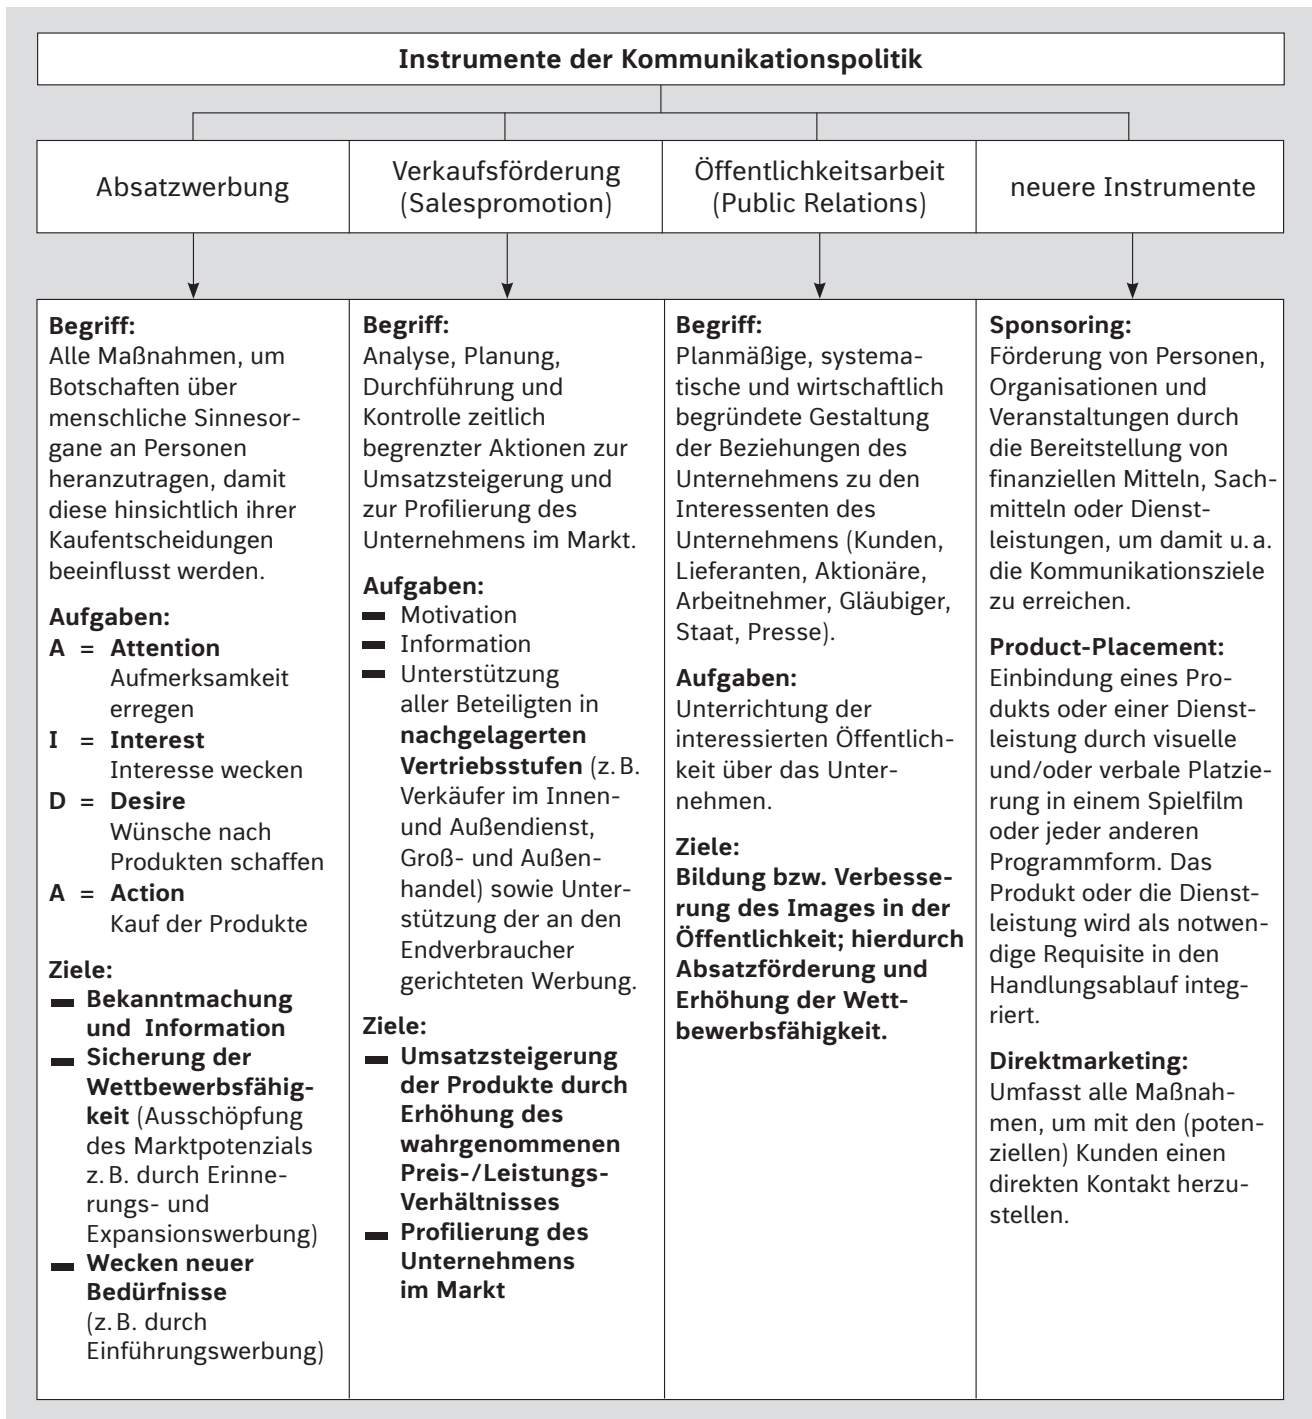 Instrumente der Kommunikationspolitik
Absatzwerbung
Verkaufsförderung
(Salespromotion)
Öffentlichkeitsarbeit
(Public Relations)
neuere Instrumente
Begriff:
Alle Maßnahmen, um
Botschaften über
menschliche Sinnesor-
gane an Personen
heranzutragen, damit
diese hinsichtlich ihrer
Kaufentscheidungen
beeinflusst werden.
Aufgaben:
A = Attention
Aufmerksamkeit
erregen
I = Interest
Interesse wecken
D = Desire
Wünsche nach
Produkten schaffen
A = Action
Kauf der Produkte
Ziele:
Bekanntmachung
und Information
Sicherung der
Wettbewerbsfähig-
keit (Ausschöpfung
des Marktpotenzials
z. B. durch Erinne-
rungs- und
Expansionswerbung)
Wecken neuer
Bedürfnisse
(z. B. durch
Einführungswerbung)
Begriff:
Analyse, Planung,
Durchführung und
Kontrolle zeitlich
begrenzter Aktionen zur
Umsatzsteigerung und
zur Profilierung des
Unternehmens im Markt.
Aufgaben:
Motivation
Information
Unterstützung
aller Beteiligten in
nachgelagerten
Vertriebsstufen (z. B.
Verkäufer im Innen-
und Außendienst,
Groß- und Außen-
handel) sowie Unter-
stützung der an den
Endverbraucher
gerichteten Werbung.
Ziele:
Umsatzsteigerung
der Produkte durch
Erhöhung des
wahrgenommenen
Preis-/Leistungs-
Verhältnisses
Profilierung des
Unternehmens
im Markt
Begriff:
Planmäßige, systema-
tische und wirtschaftlich
begründete Gestaltung
der Beziehungen des
Unternehmens zu den
Interessenten des
Unternehmens (Kunden,
Lieferanten, Aktionäre,
Arbeitnehmer, Gläubiger,
Staat, Presse).
Aufgaben:
Unterrichtung der
interessierten Öffentlich-
keit über das Unter-
nehmen.
Ziele:
Bildung bzw. Verbesse-
rung des Images in der
Öffentlichkeit; hierdurch
Absatzförderung und
Erhöhung der Wett-
bewerbsfähigkeit.
Sponsoring:
Förderung von Personen,
Organisationen und
Veranstaltungen durch
die Bereitstellung von
finanziellen Mitteln, Sach-
mitteln oder Dienst-
leistungen, um damit u. a.
die Kommunikationsziele
zu erreichen.
Product-Placement:
Einbindung eines Pro-
dukts oder einer Dienst-
leistung durch visuelle
und/oder verbale Platzie-
rung in einem Spielfilm
oder jeder anderen
Programmform. Das
Produkt oder die Dienst-
leistung wird als notwen-
dige Requisite in den
Handlungsablauf integ-
riert.
Direktmarketing:
Umfasst alle Maßnah-
men, um mit den (poten-
ziellen) Kunden einen
direkten Kontakt herzu-
stellen.